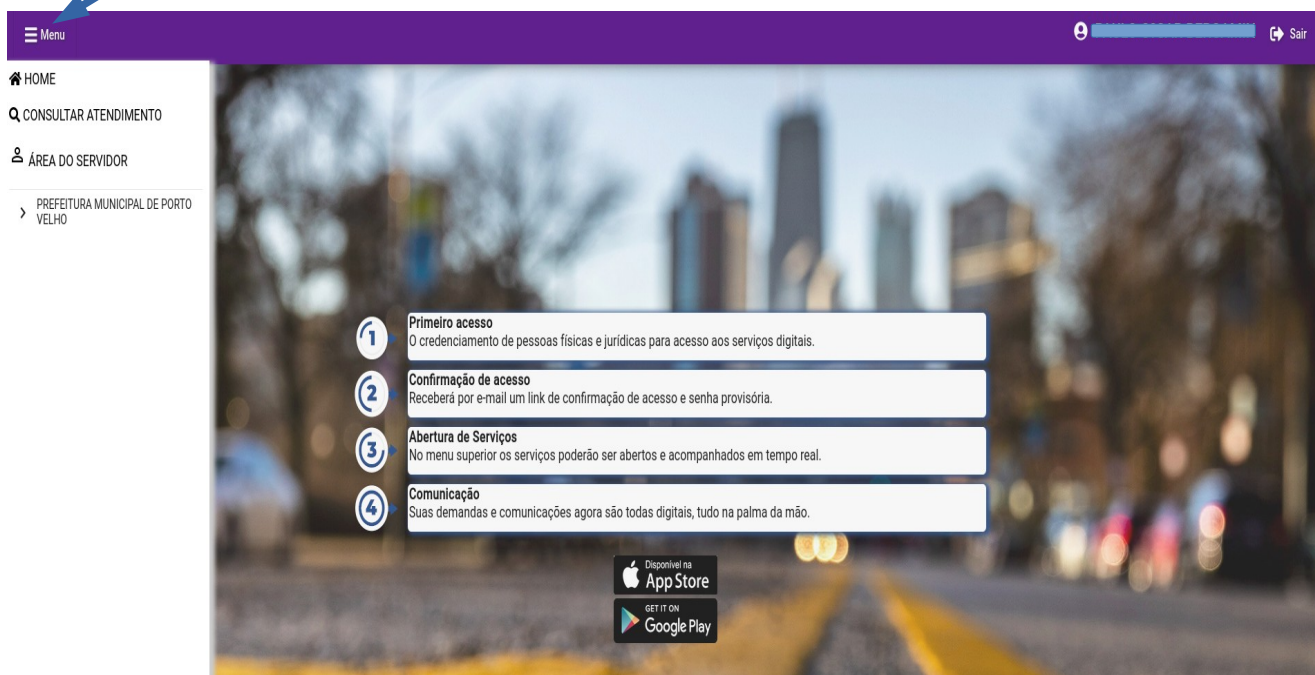 Menu
Sair
HOME
CONSULTAR ATENDIMENTO
ÁREA DO SERVIDOR
PREFEITURA MUNICIPAL DE PORTO
VELHO
1
Primeiro acesso
O credenciamento de pessoas físicas e jurídicas para acesso aos serviços digitais.
2
Confirmação de acesso
Receberá por e-mail um link de confirmação de acesso e senha provisória.
3
Abertura de Serviços
No menu superior os serviços poderão ser abertos e acompanhados em tempo real.
4
Comunicação
Suas demandas e comunicações agora são todas digitais, tudo na palma da mão.
Disponível na
App Store
GET IT ON
Google Play